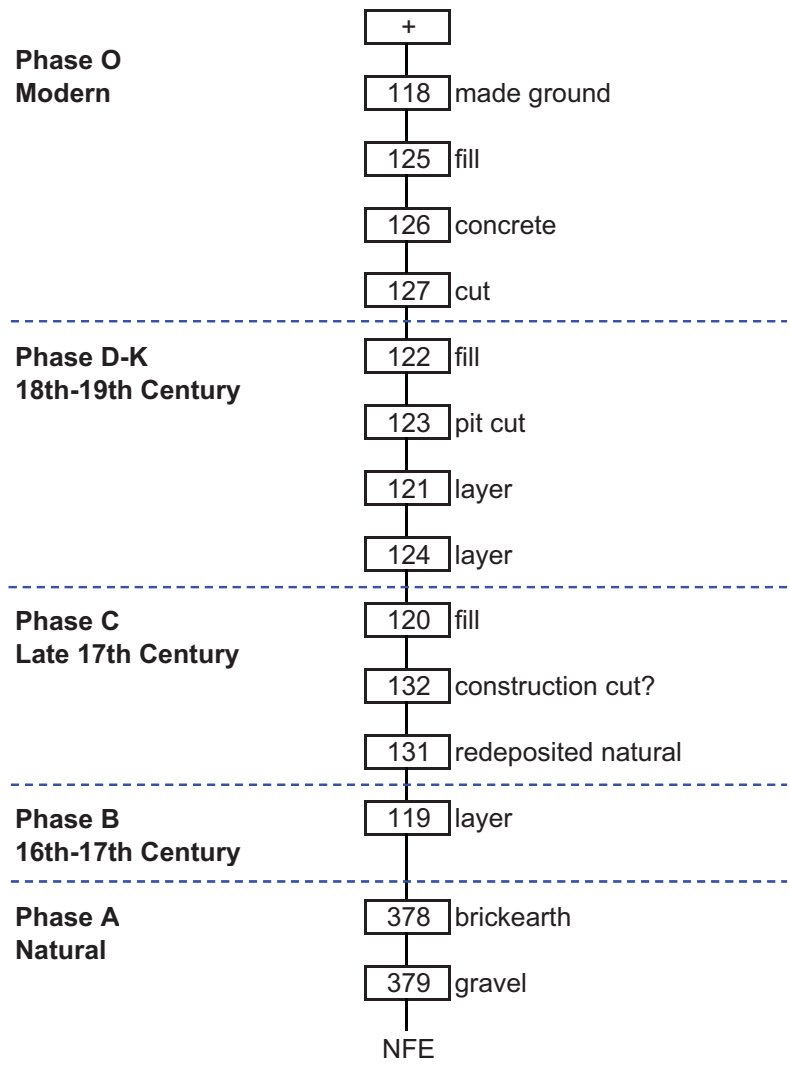 +
Phase O
Modern
118 made ground
125 fill
126 concrete
127 cut
Phase D-K
18th-19th Century
122 fill
123 pit cut
121 layer
124 layer
Phase C
Late 17th Century
120 fill
132 construction cut?
131 redeposited natural
Phase B
16th-17th Century
119 layer
Phase A
Natural
378 brickearth
379 gravel
NFE